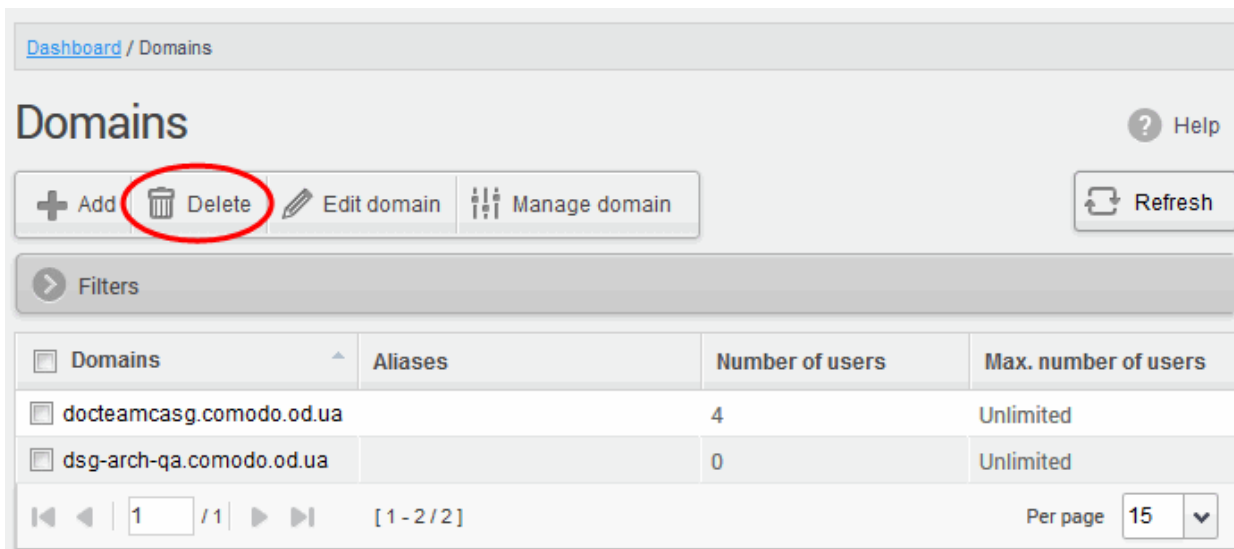 Dashboard / Domains
Domains
Help
Add Delete Edit domain Manage domain Refresh
Filters
Domains Aliases Number of users Max. number of users
docteamcasg.comodo.od.ua 4 Unlimited
dsg-arch-qa.comodo.od.ua 0 Unlimited
1 / 1 [ 1 - 2 / 2 ] Per page 15